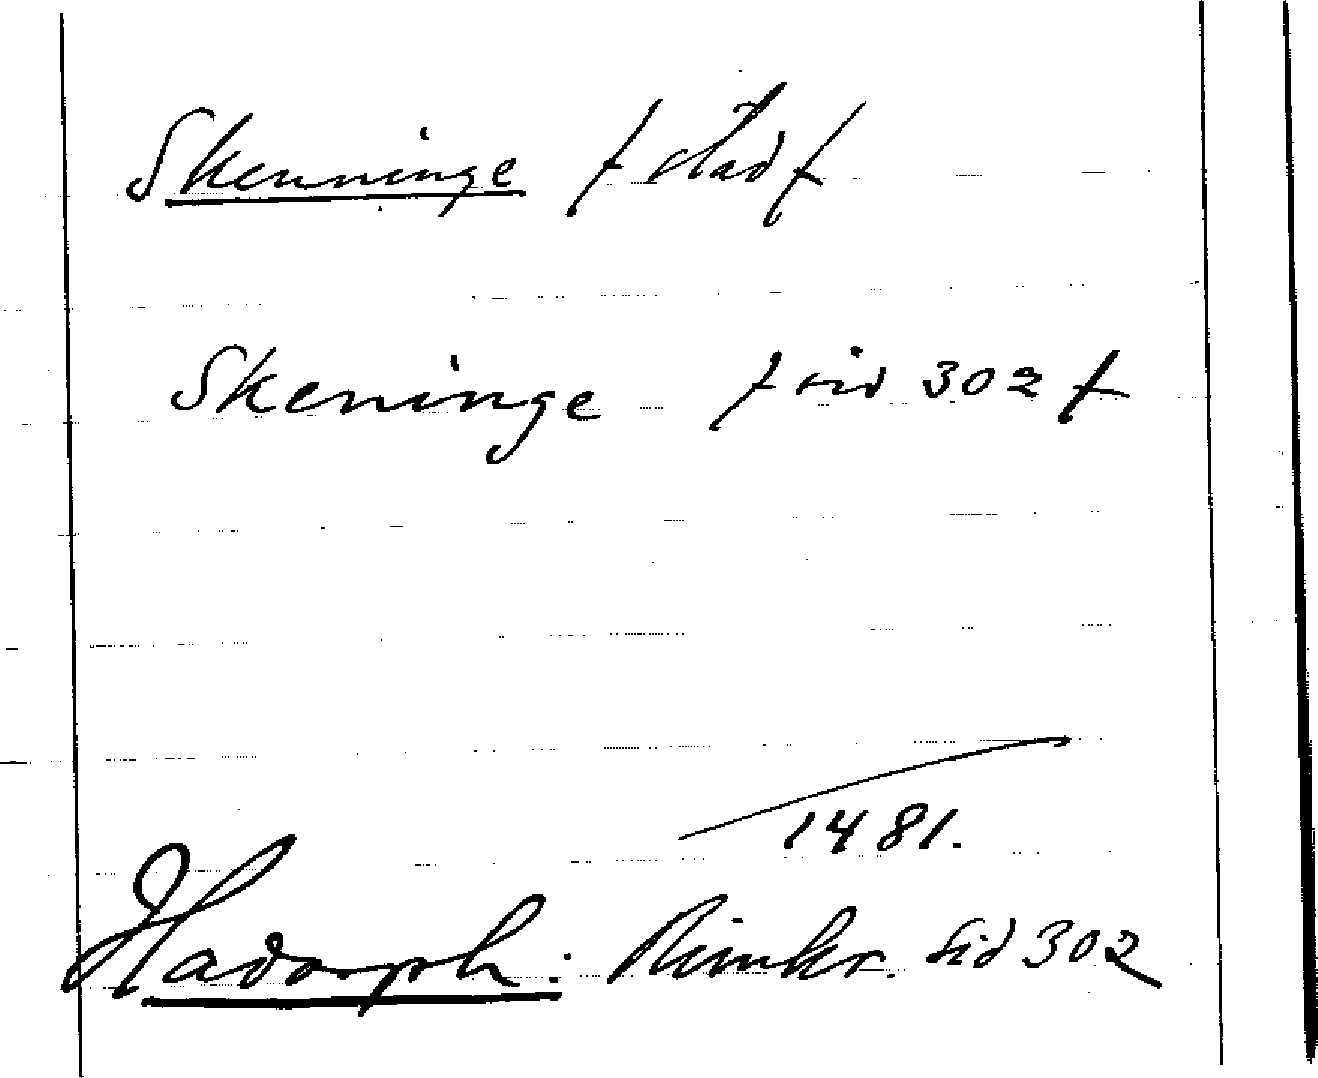 Skenninge / stad /
Skeninge / sid 302 /
1481.
Hadorph: Rimkr. sid 302